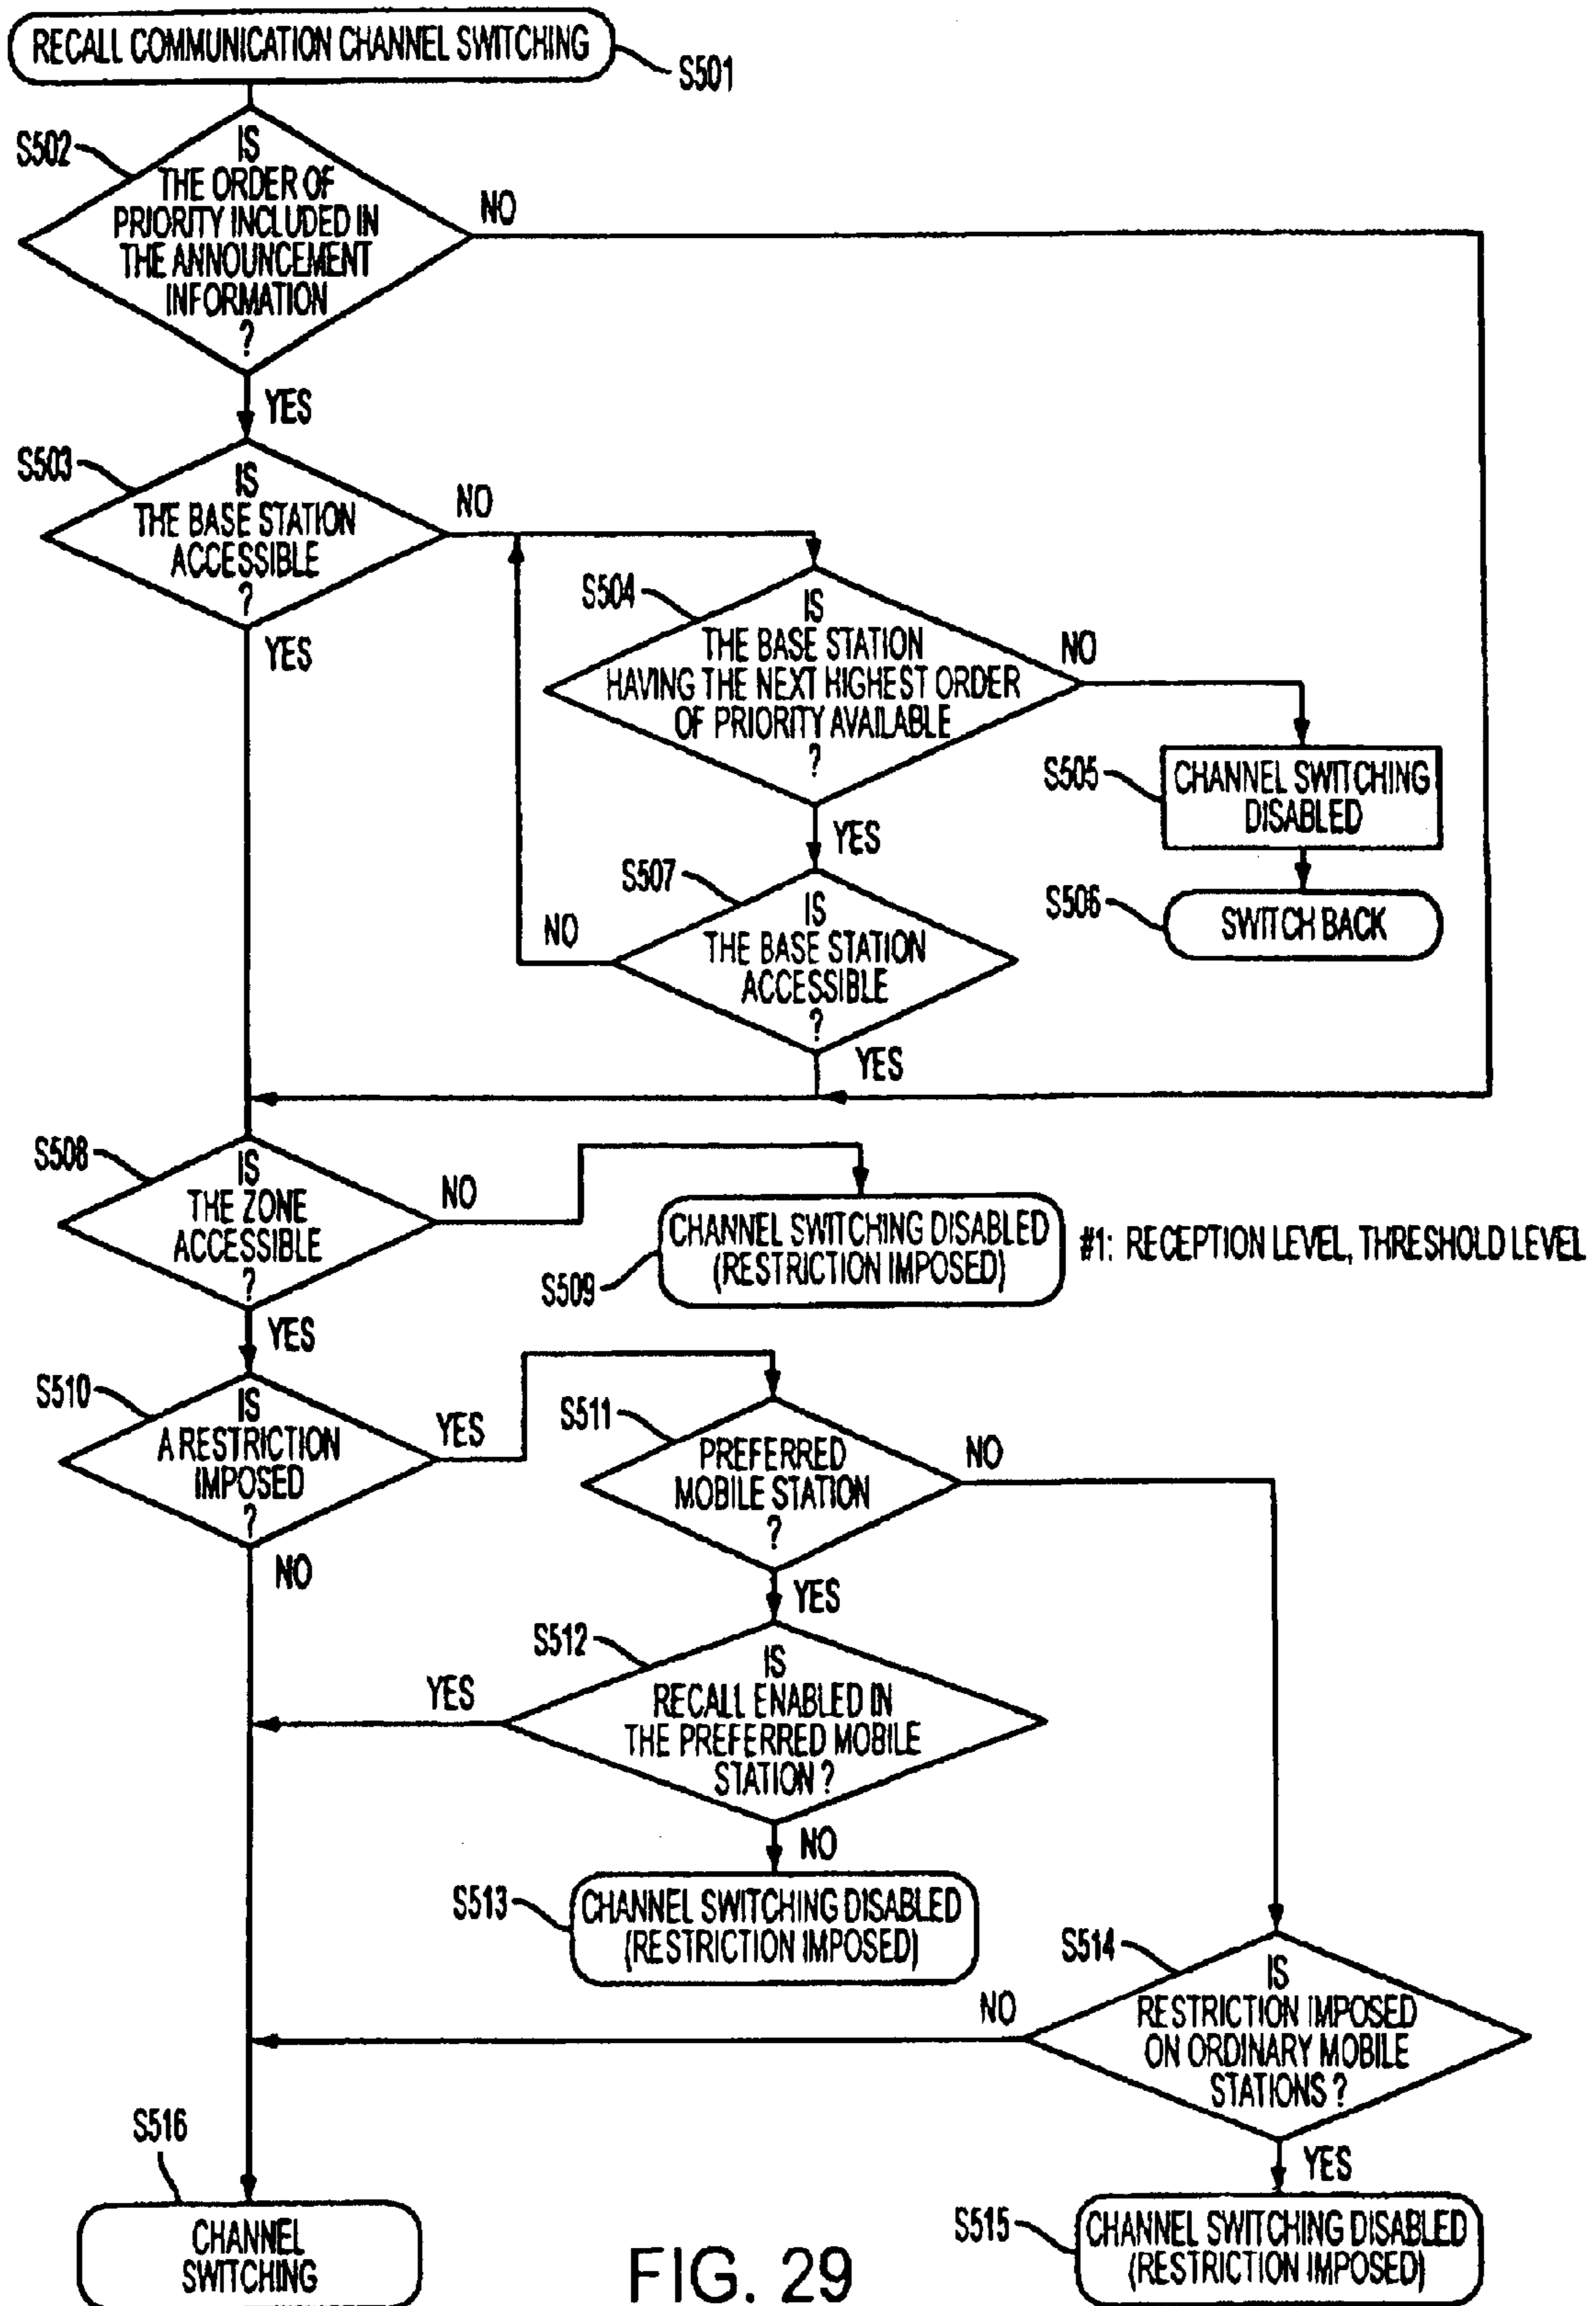 RECALL COMMUNICATION CHANNEL SWITCHING
S501
S502
IS
THE ORDER OF
PRIORITY INCLUDED IN
THE ANNOUNCEMENT
INFORMATION
?
NO
YES
S503
IS
THE BASE STATION
ACCESSIBLE
?
NO
YES
S504
IS
THE BASE STATION
HAVING THE NEXT HIGHEST ORDER
OF PRIORITY AVAILABLE
?
NO
YES
S505
CHANNEL SWITCHING
DISABLED
S506
SWITCH BACK
S507
IS
THE BASE STATION
ACCESSIBLE
?
NO
YES
S508
IS
THE ZONE
ACCESSIBLE
?
NO
YES
CHANNEL SWITCHING DISABLED
(RESTRICTION IMPOSED)
S509
#1: RECEPTION LEVEL, THRESHOLD LEVEL
S510
IS
A RESTRICTION
IMPOSED
?
YES
NO
S511
PREFERRED
MOBILE STATION
?
NO
YES
S512
IS
RECALL ENABLED IN
THE PREFERRED MOBILE
STATION ?
YES
NO
S513
CHANNEL SWITCHING DISABLED
(RESTRICTION IMPOSED)
S514
IS
RESTRICTION IMPOSED
ON ORDINARY MOBILE
STATIONS ?
NO
YES
S515
CHANNEL SWITCHING DISABLED
(RESTRICTION IMPOSED)
S516
CHANNEL
SWITCHING
FIG. 29